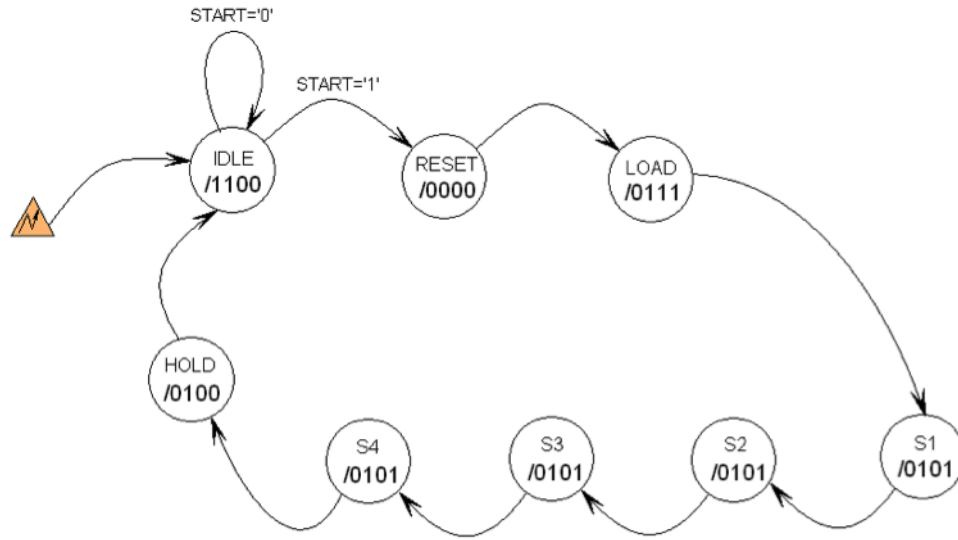 START='0'
START='1'
IDLE
/1100
RESET
/0000
LOAD
/0111
HOLD
/0100
S4
/0101
S3
/0101
S2
/0101
S1
/0101